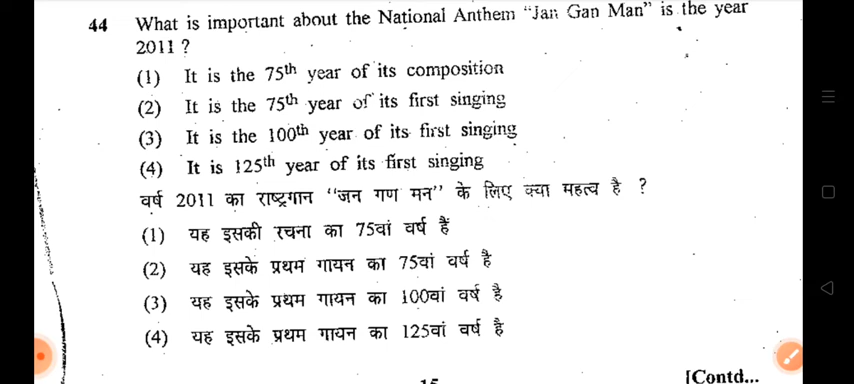 44 What is important about the National Anthem "Jan Gan Man" is the year
2011 ?
(1) It is the 75th year of its composition
(2) It is the 75th year of its first singing
(3) It is the 100th year of its first singing
(4) It is 125th year of its first singing
वर्ष 2011 का राष्ट्रगान "जन गण मन" के लिए क्या महत्व है ?
(1) यह इसकी रचना का 75वां वर्ष हैं
(2) यह इसके प्रथम गायन का 75वां वर्ष है
(3) यह इसके प्रथम गायन का 100वां वर्ष है
(4) यह इसके प्रथम गायन का 125वां वर्ष है
15
[Contd...